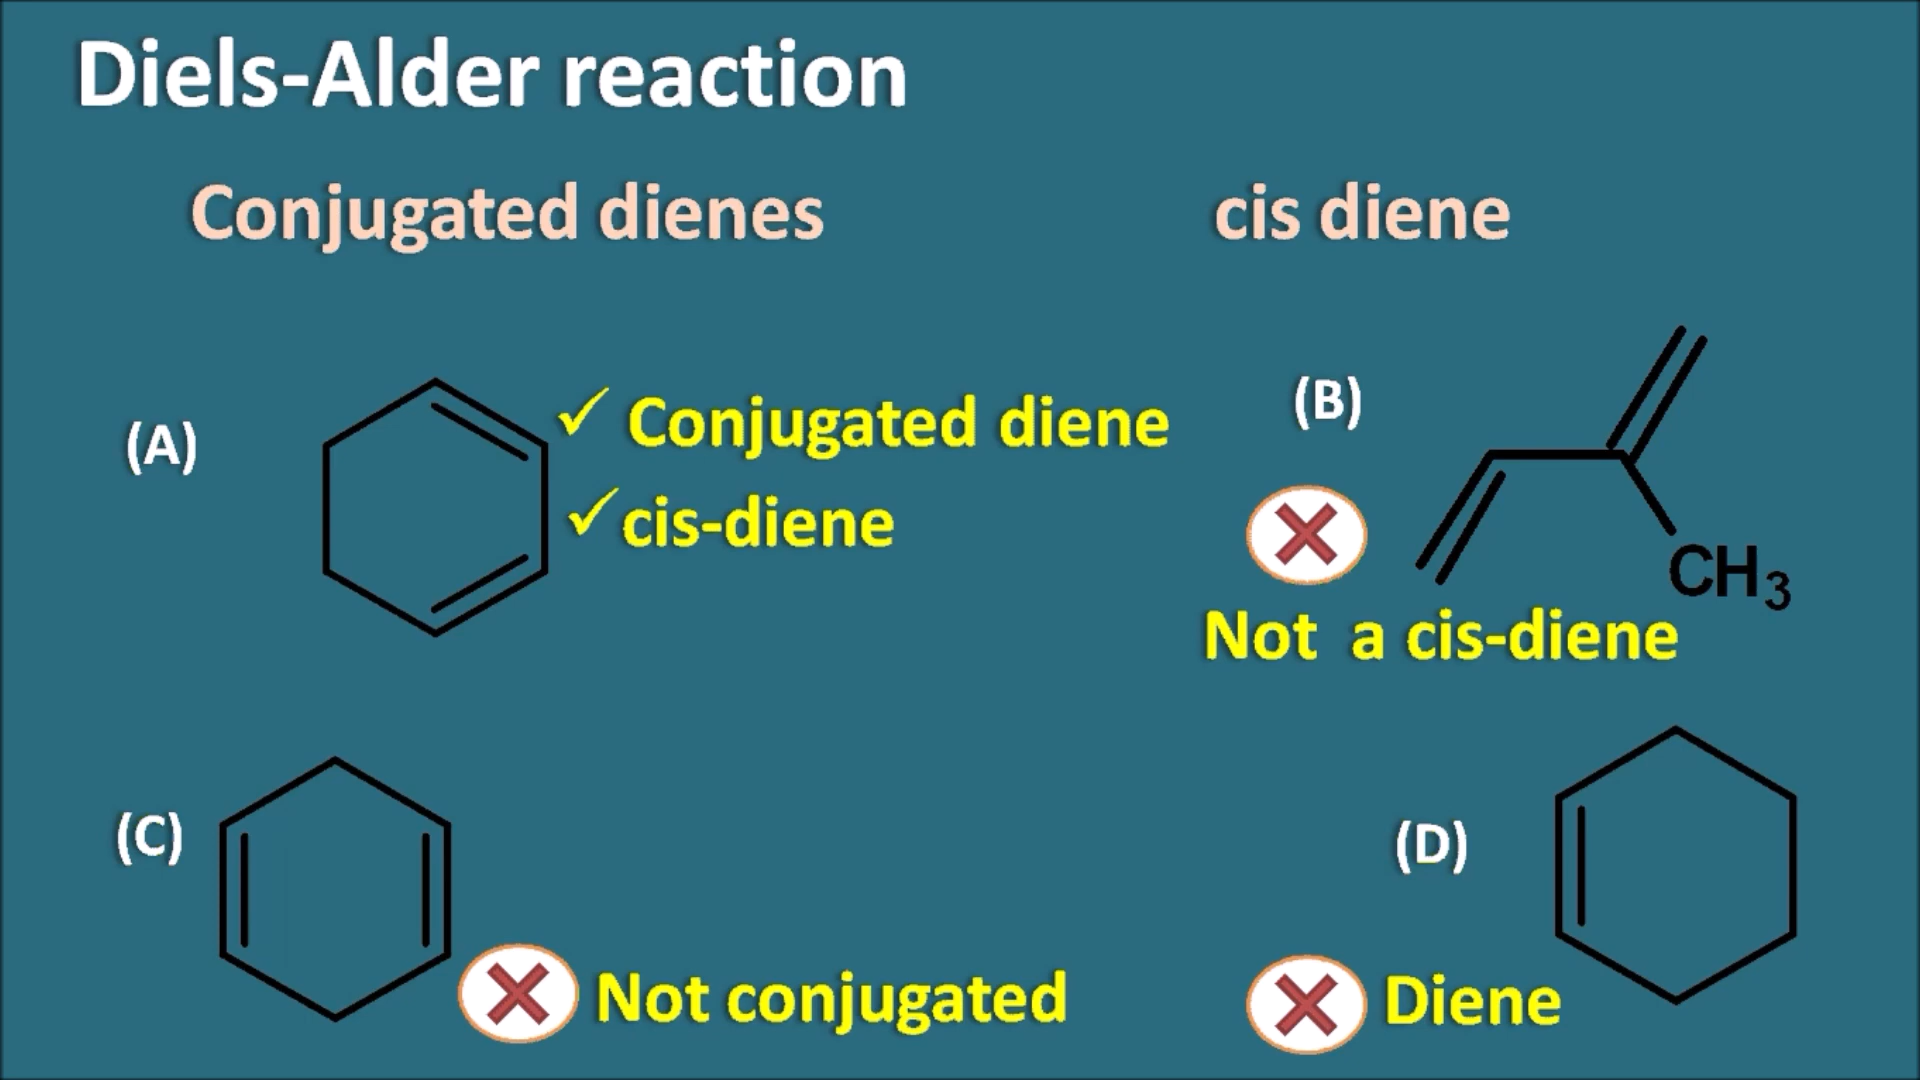 Diels-Alder reaction
Conjugated dienes
cis diene
(A)
✓ Conjugated diene
✓ cis-diene
(B)
CH3
Not a cis-diene
(C)
Not conjugated
(D)
Diene